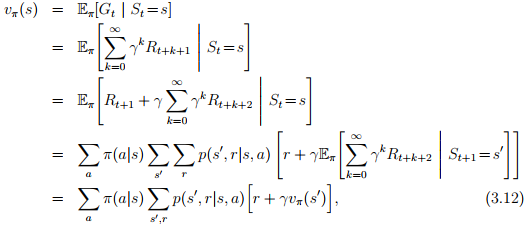 v_π(s) = 𝔼_π[G_t | S_t=s]
= 𝔼_π[∑_{k=0}^{∞} γ^k R_{t+k+1} | S_t=s]
= 𝔼_π[R_{t+1} + γ ∑_{k=0}^{∞} γ^k R_{t+k+2} | S_t=s]
= ∑_a π(a|s) ∑_{s'} ∑_r p(s', r|s, a) [r + γ𝔼_π[∑_{k=0}^{∞} γ^k R_{t+k+2} | S_{t+1}=s']]
= ∑_a π(a|s) ∑_{s',r} p(s', r|s, a)[r + γv_π(s')], (3.12)